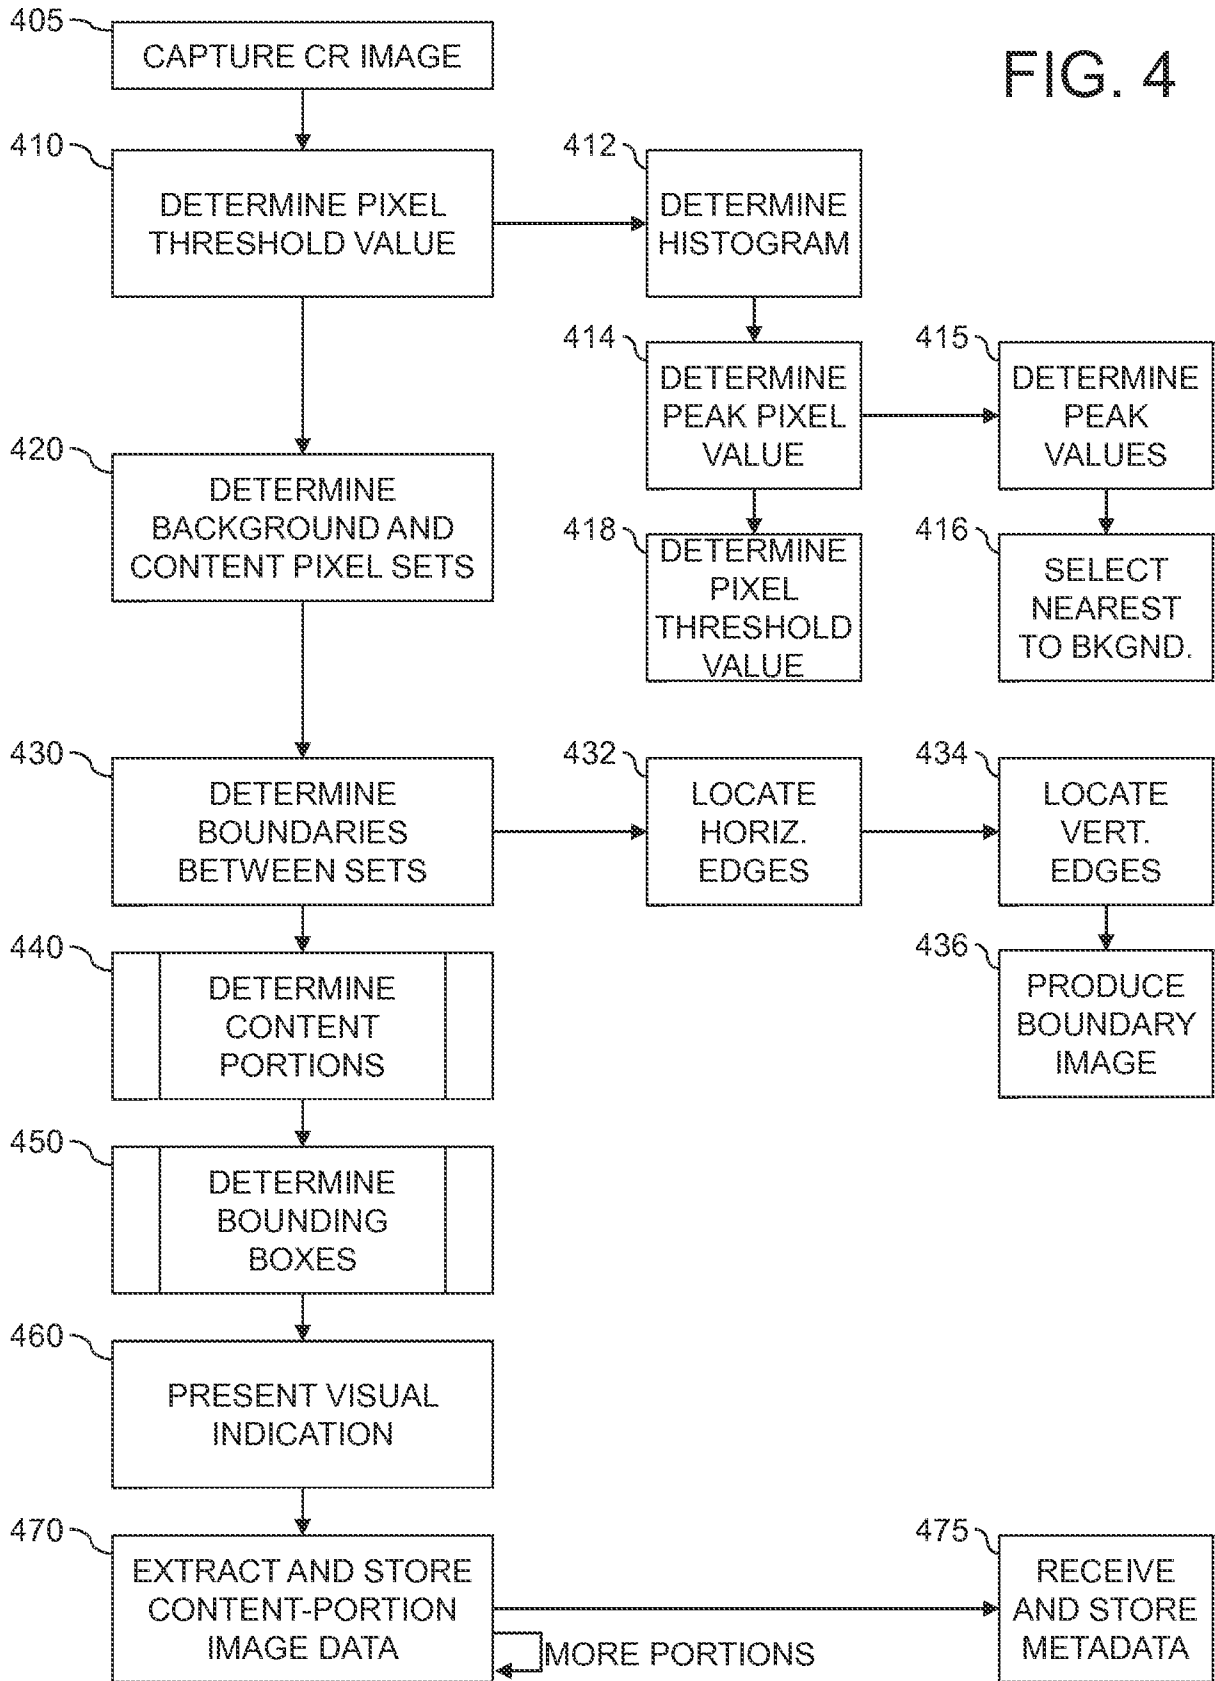 FIG. 4
405
CAPTURE CR IMAGE
410
DETERMINE PIXEL
THRESHOLD VALUE
412
DETERMINE
HISTOGRAM
414
DETERMINE
PEAK PIXEL
VALUE
415
DETERMINE
PEAK
VALUES
418
DETERMINE
PIXEL
THRESHOLD
VALUE
416
SELECT
NEAREST
TO BKGND.
420
DETERMINE
BACKGROUND AND
CONTENT PIXEL SETS
430
DETERMINE
BOUNDARIES
BETWEEN SETS
432
LOCATE
HORIZ.
EDGES
434
LOCATE
VERT.
EDGES
436
PRODUCE
BOUNDARY
IMAGE
440
DETERMINE
CONTENT
PORTIONS
450
DETERMINE
BOUNDING
BOXES
460
PRESENT VISUAL
INDICATION
470
EXTRACT AND STORE
CONTENT-PORTION
IMAGE DATA
MORE PORTIONS
475
RECEIVE
AND STORE
METADATA